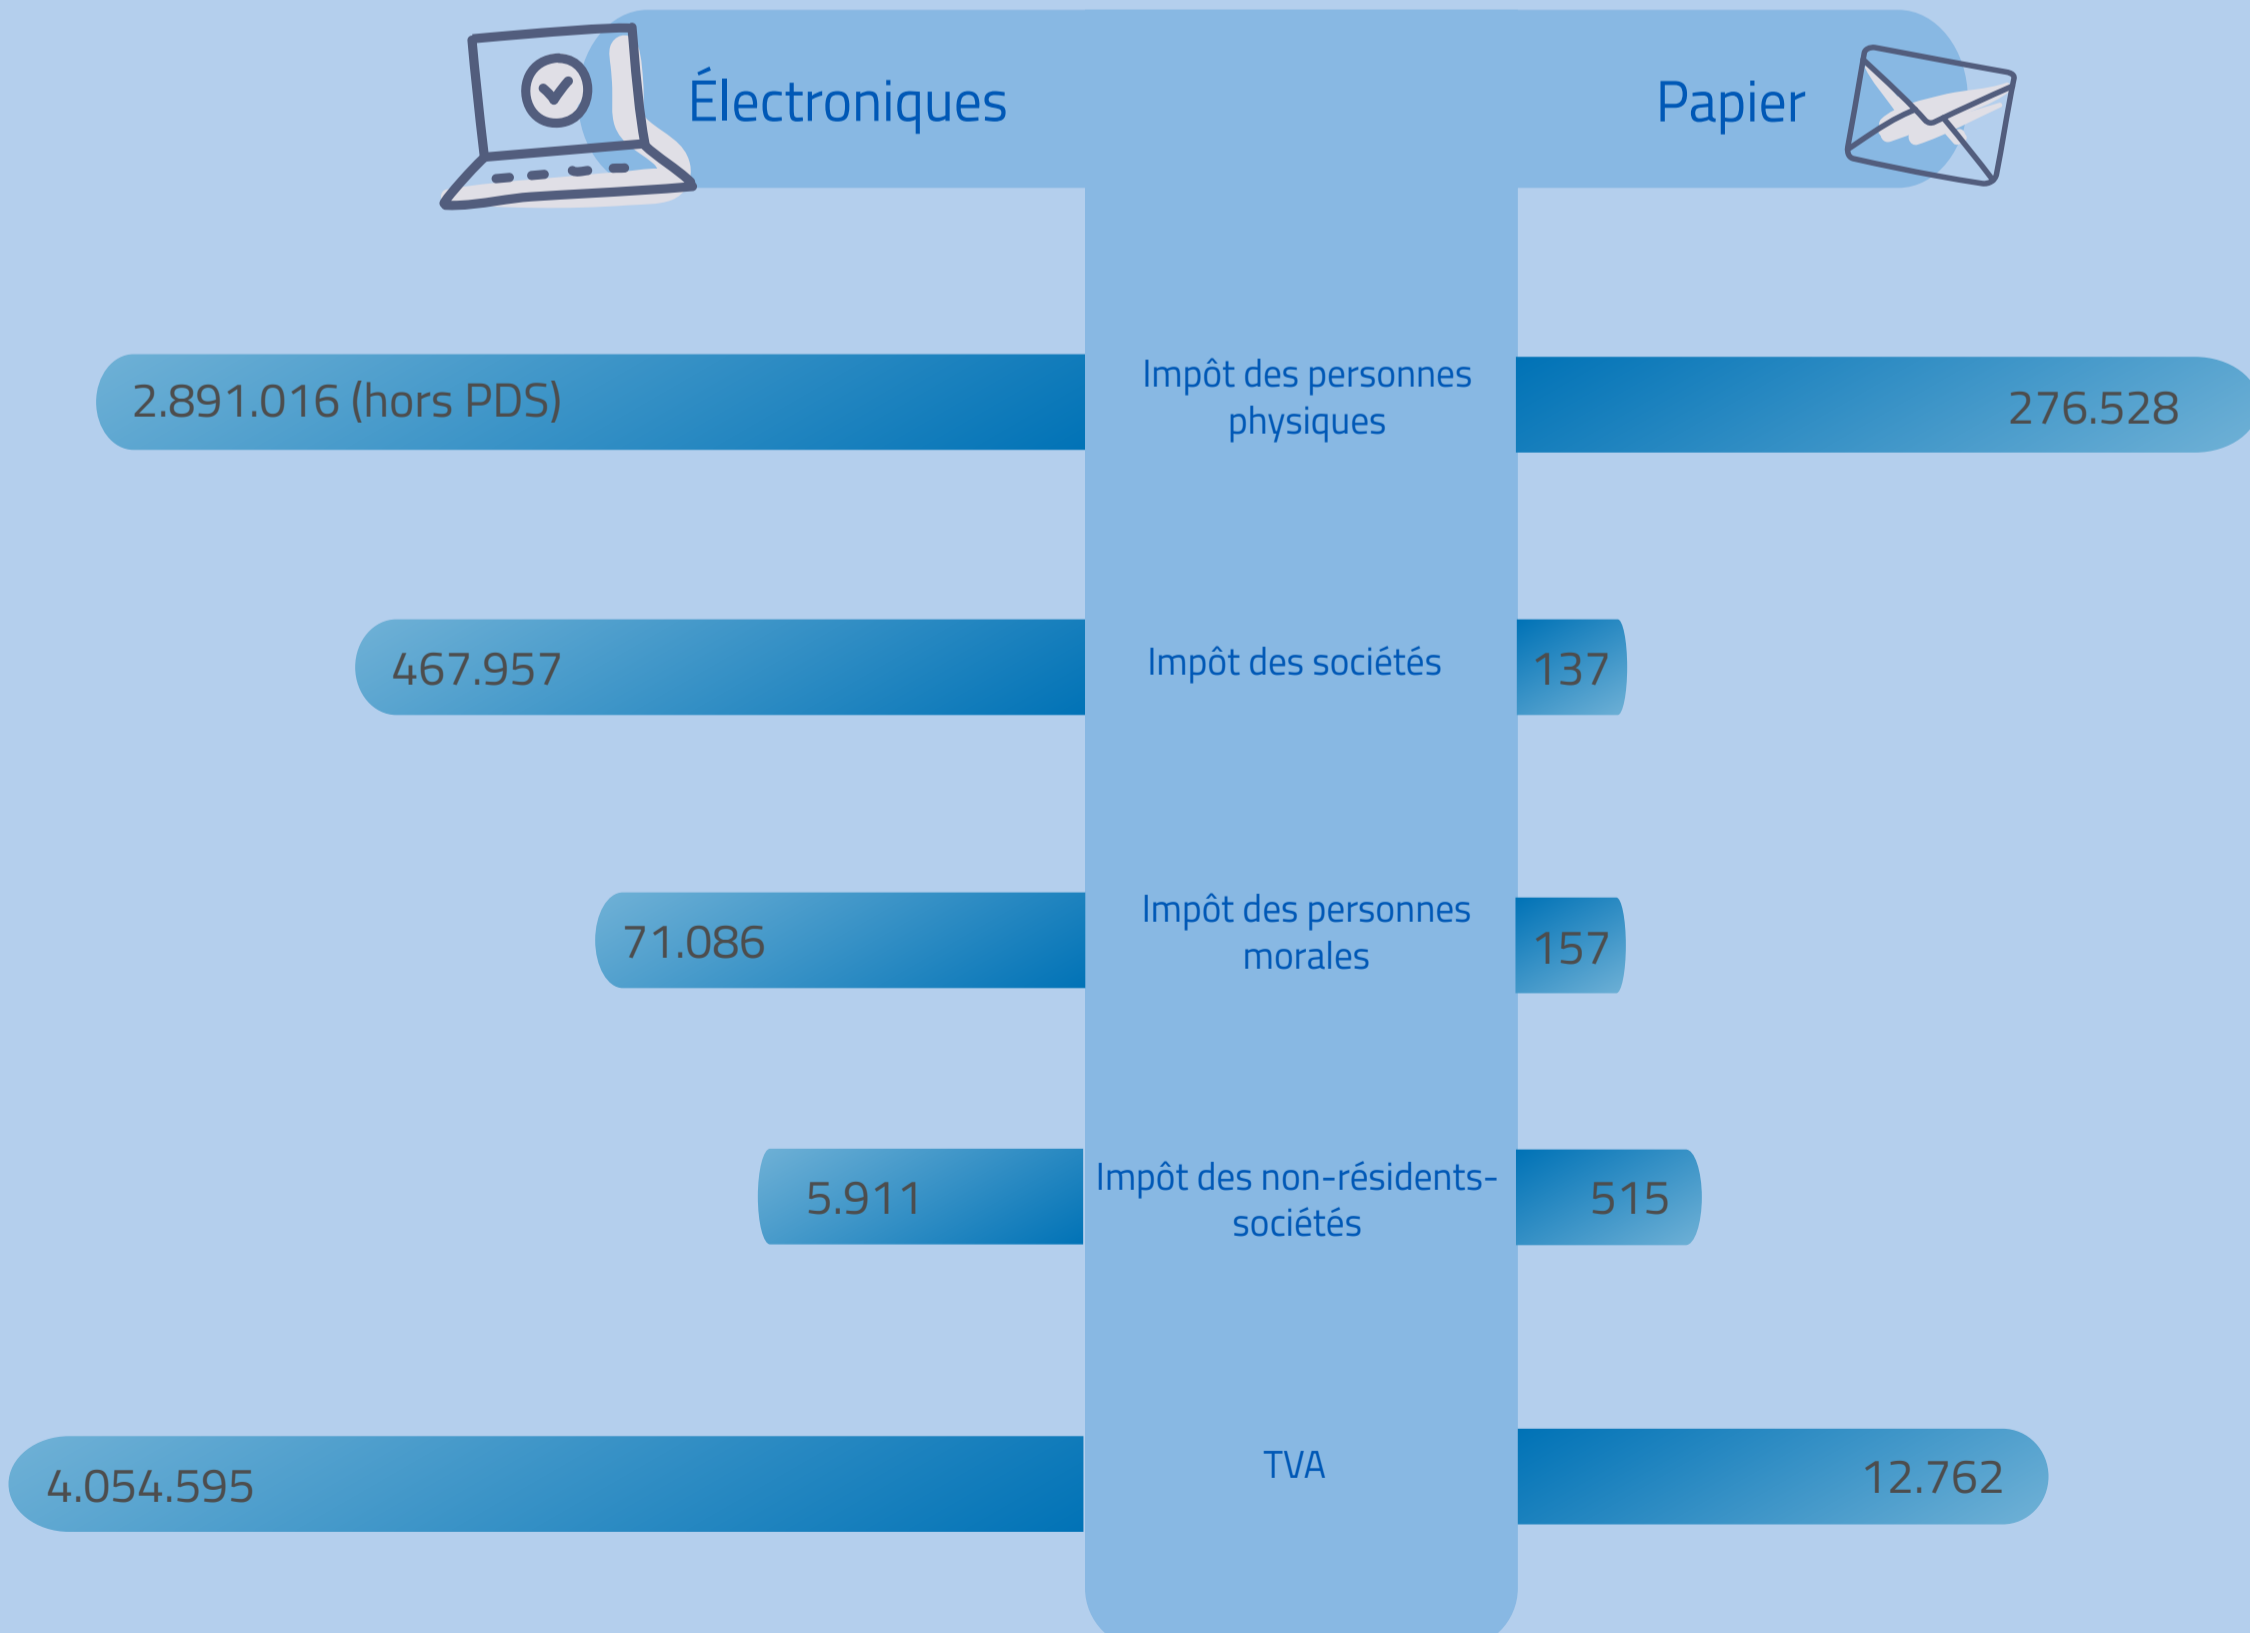 Électroniques
Papier
2.891.016 (hors PDS)
Impôt des personnes
physiques
276.528
467.957
Impôt des sociétés
137
71.086
Impôt des personnes
morales
157
5.911
Impôt des non-résidents-
sociétés
515
4.054.595
TVA
12.762